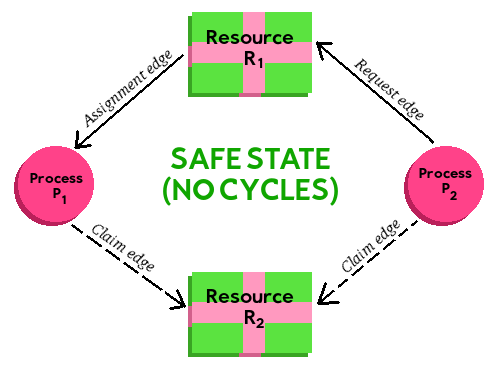 Resource
R1
Assignment edge
Request edge
SAFE STATE
(NO CYCLES)
Process
P1
Process
P2
Claim edge
Claim edge
Resource
R2